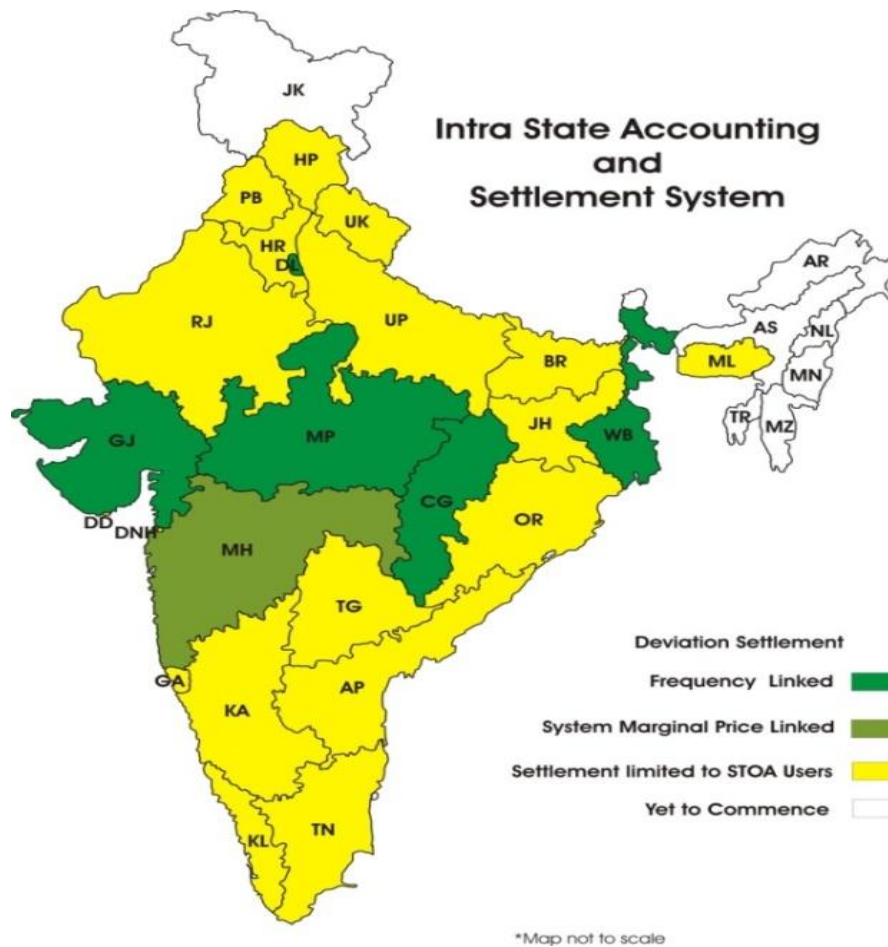 JK
Intra State Accounting
and
Settlement System
HP
PB
UK
HR
DL
AR
RJ
UP
AS
NL
BR
ML
MN
JH
TR
MZ
GJ
MP
WB
CG
OR
DD
DNH
MH
TG
Deviation Settlement
GA
AP
Frequency Linked
KA
System Marginal Price Linked
Settlement limited to STOA Users
KL
TN
Yet to Commence
*Map not to scale